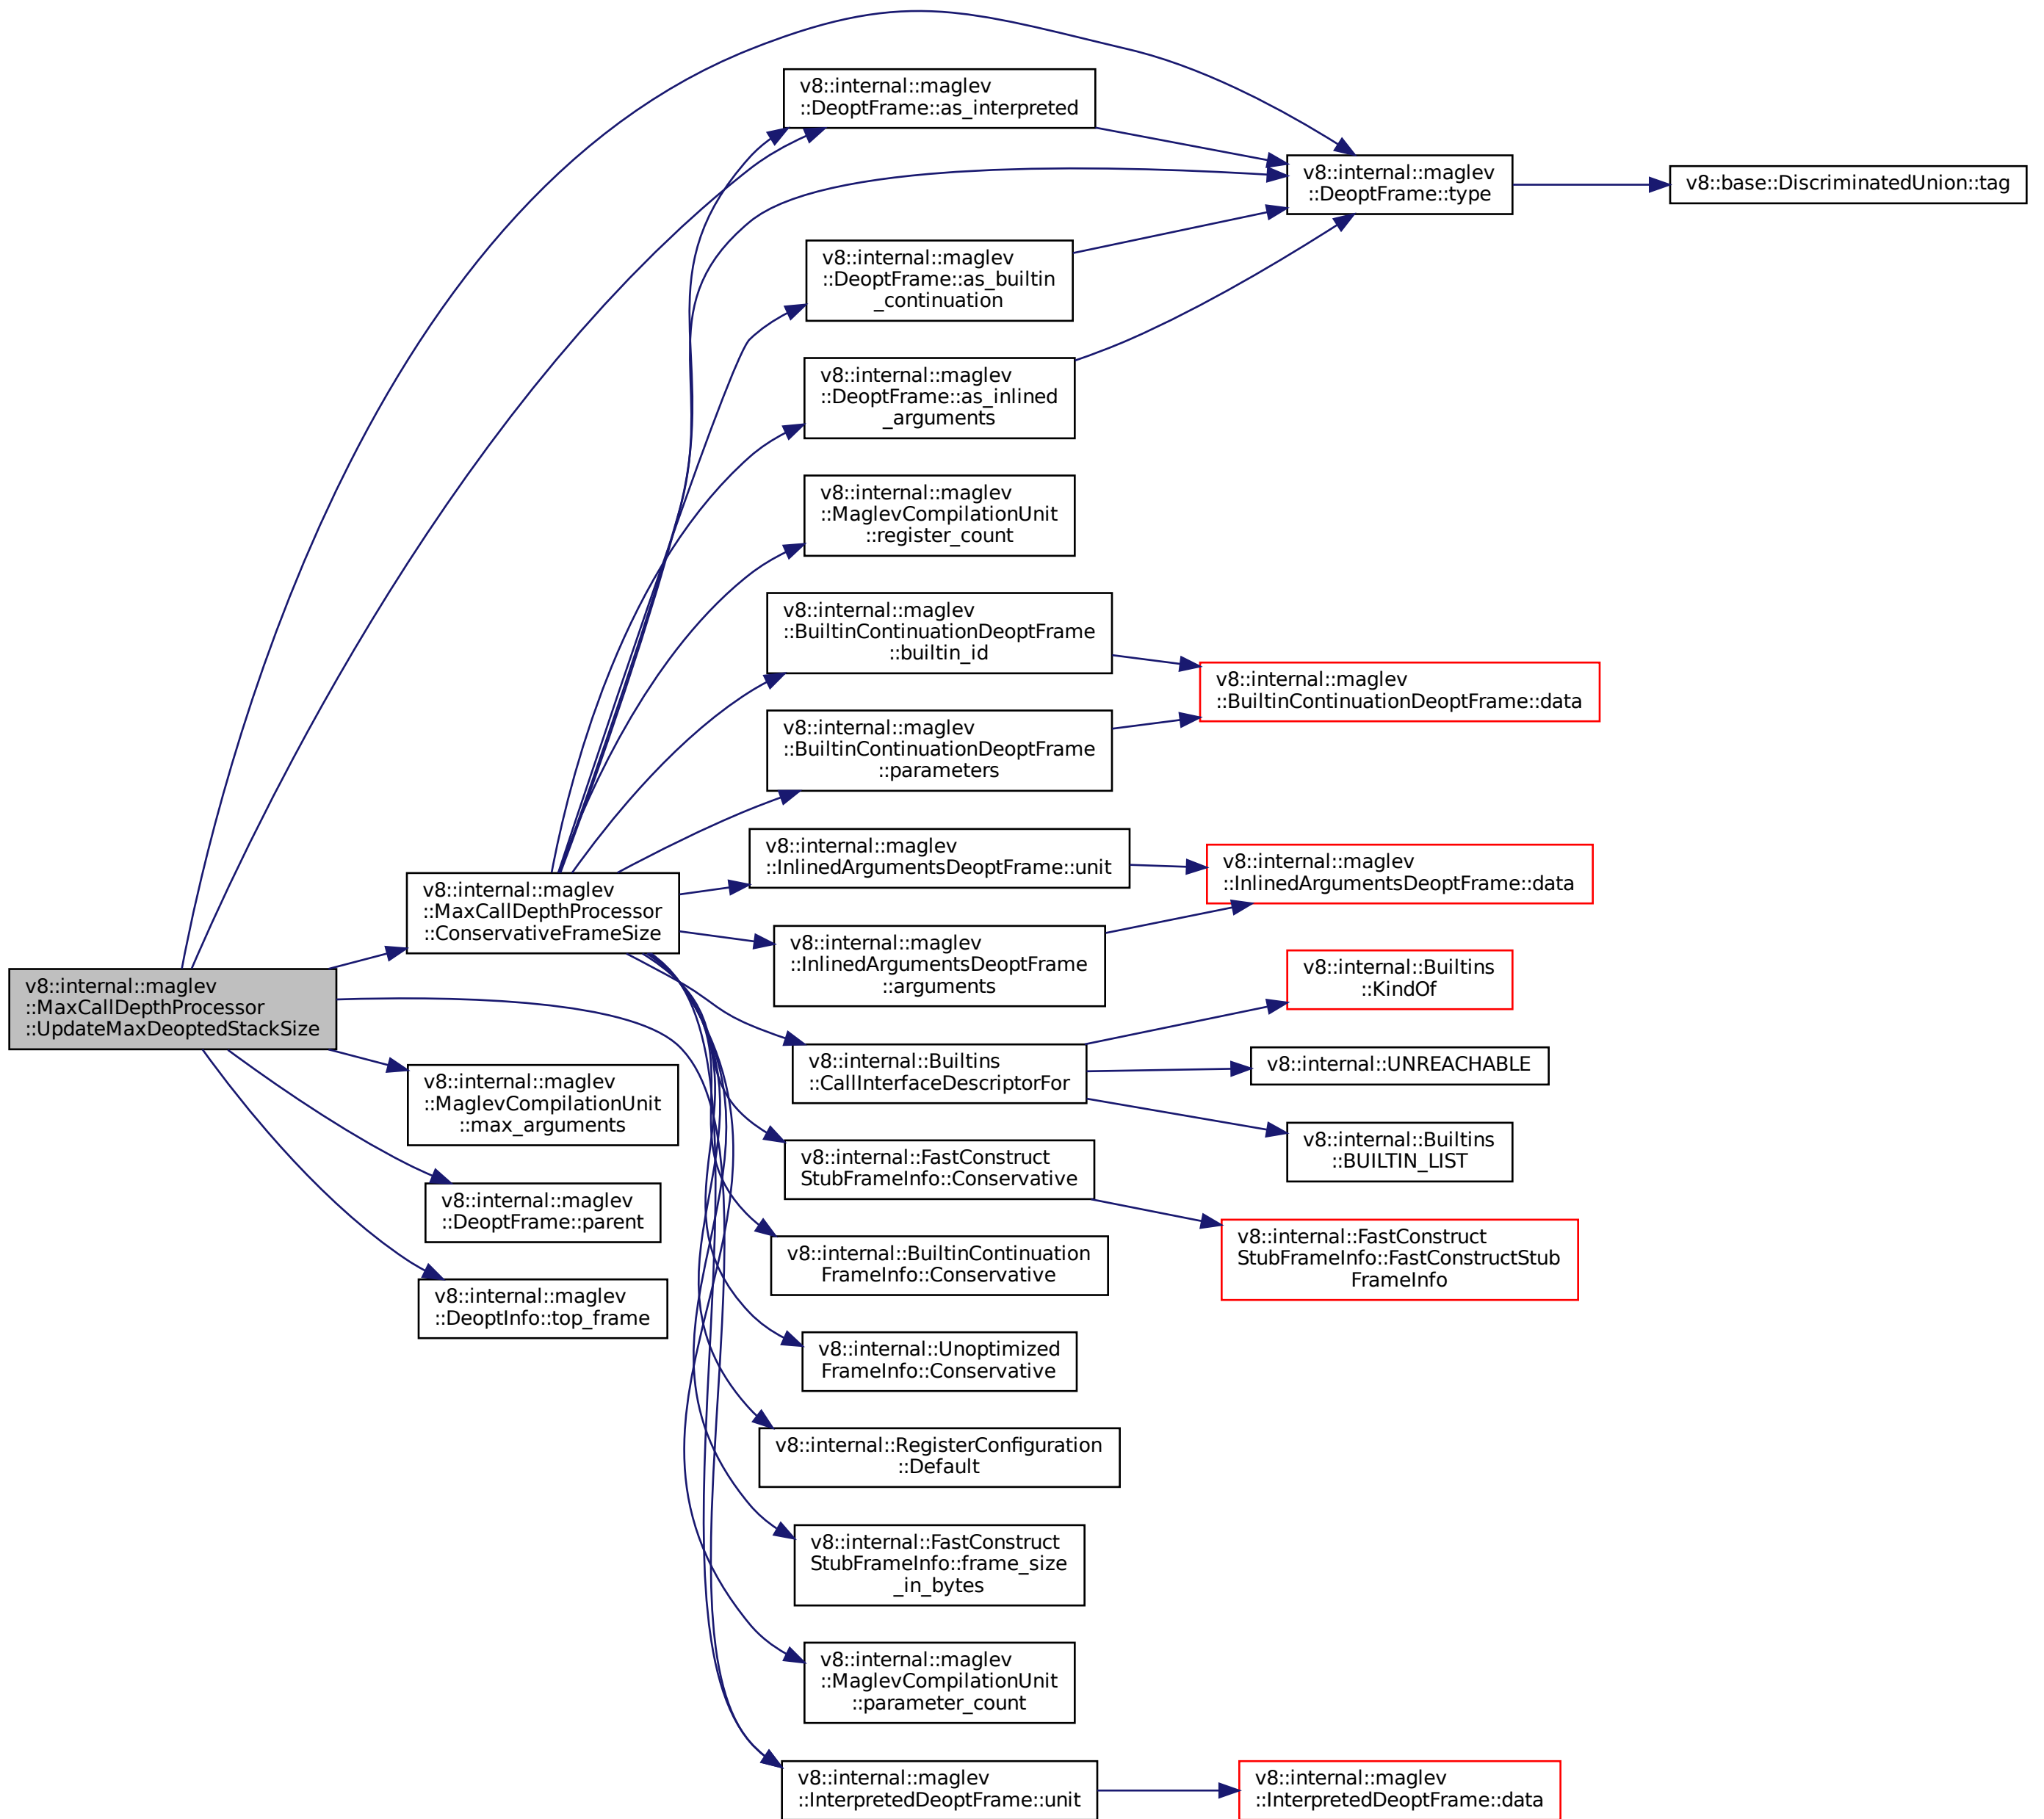 v8::internal::maglev
::DeoptFrame::as_interpreted
v8::internal::maglev
::DeoptFrame::type
v8::base::DiscriminatedUnion::tag
v8::internal::maglev
::DeoptFrame::as_builtin
_continuation
v8::internal::maglev
::DeoptFrame::as_inlined
_arguments
v8::internal::maglev
::MaglevCompilationUnit
::register_count
v8::internal::maglev
::BuiltinContinuationDeoptFrame
::builtin_id
v8::internal::maglev
::BuiltinContinuationDeoptFrame::data
v8::internal::maglev
::BuiltinContinuationDeoptFrame
::parameters
v8::internal::maglev
::InlinedArgumentsDeoptFrame::unit
v8::internal::maglev
::InlinedArgumentsDeoptFrame::data
v8::internal::maglev
::MaxCallDepthProcessor
::ConservativeFrameSize
v8::internal::maglev
::InlinedArgumentsDeoptFrame
::arguments
v8::internal::Builtins
::KindOf
v8::internal::maglev
::MaxCallDepthProcessor
::UpdateMaxDeoptedStackSize
v8::internal::Builtins
::CallInterfaceDescriptorFor
v8::internal::UNREACHABLE
v8::internal::maglev
::MaglevCompilationUnit
::max_arguments
v8::internal::Builtins
::BUILTIN_LIST
v8::internal::FastConstruct
StubFrameInfo::Conservative
v8::internal::maglev
::DeoptFrame::parent
v8::internal::FastConstruct
StubFrameInfo::FastConstructStub
FrameInfo
v8::internal::BuiltinContinuation
FrameInfo::Conservative
v8::internal::maglev
::DeoptInfo::top_frame
v8::internal::Unoptimized
FrameInfo::Conservative
v8::internal::RegisterConfiguration
::Default
v8::internal::FastConstruct
StubFrameInfo::frame_size
_in_bytes
v8::internal::maglev
::MaglevCompilationUnit
::parameter_count
v8::internal::maglev
::InterpretedDeoptFrame::unit
v8::internal::maglev
::InterpretedDeoptFrame::data